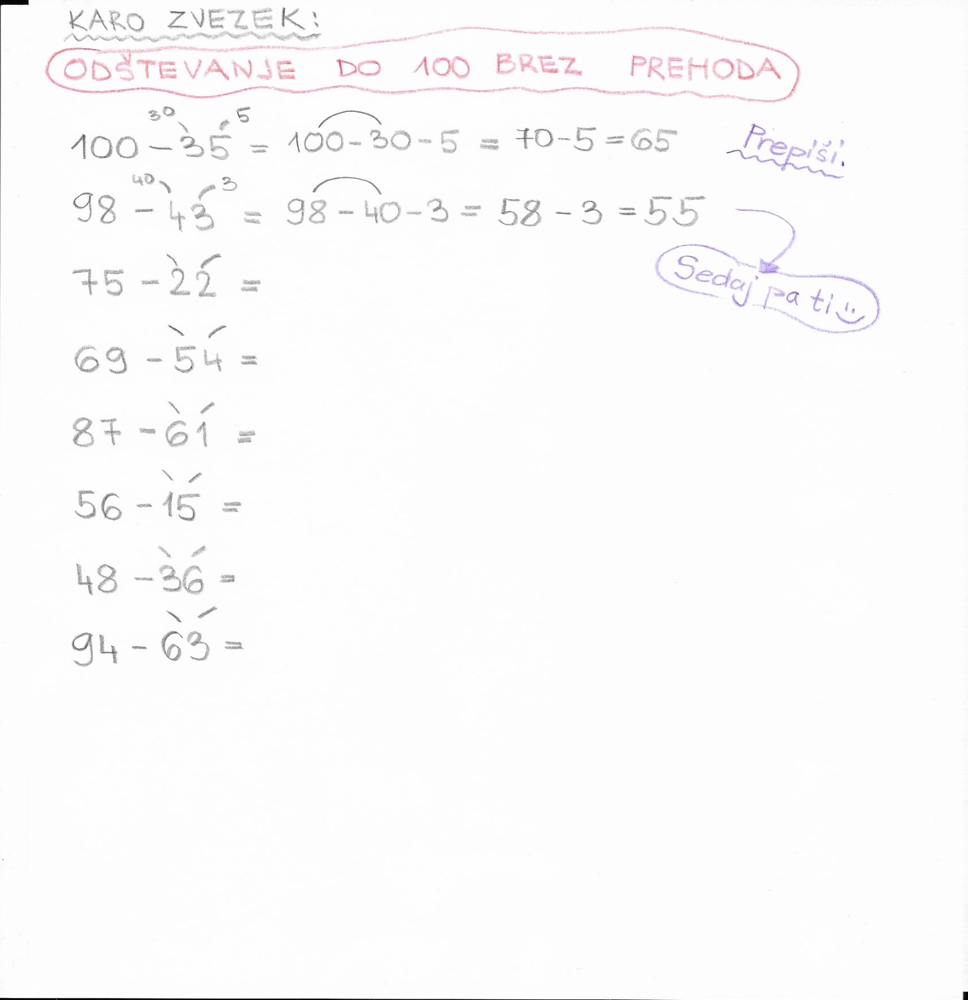 KARO ZVEZEK:
ODŠTEVANJE DO 100 BREZ PREHODA
30 5
100 - 35 = 100 - 30 - 5 = 70 - 5 = 65
Prepiši.
40 3
98 - 43 = 98 - 40 - 3 = 58 - 3 = 55
Sedaj pa ti
75 - 22 =
69 - 54 =
87 - 61 =
56 - 15 =
48 - 36 =
94 - 63 =